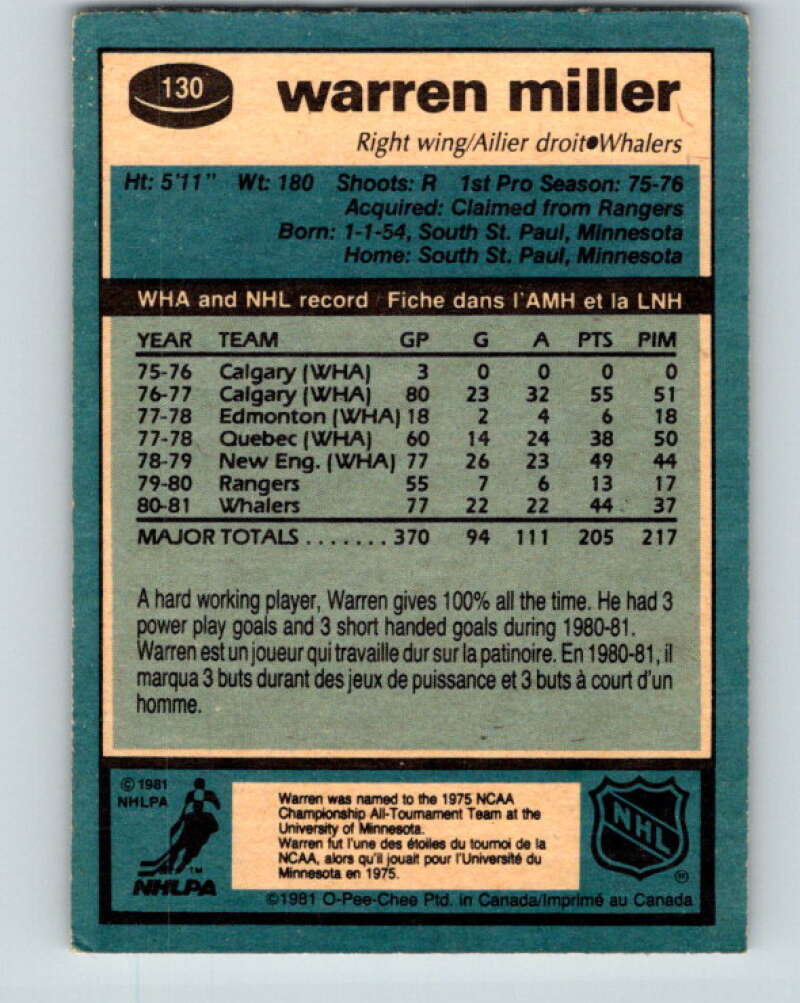 130
warren miller
Right wing/Ailier droit●Whalers
Ht: 5'11" Wt: 180 Shoots: R 1st Pro Season: 75-76
Acquired: Claimed from Rangers
Born: 1-1-54, South St. Paul, Minnesota
Home: South St. Paul, Minnesota
WHA and NHL record / Fiche dans l'AMH et la LNH
YEAR TEAM GP G A PTS PIM
75-76 Calgary (WHA) 3 0 0 0 0
76-77 Calgary (WHA) 80 23 32 55 51
77-78 Edmonton (WHA) 18 2 4 6 18
77-78 Quebec (WHA) 60 14 24 38 50
78-79 New Eng. (WHA) 77 26 23 49 44
79-80 Rangers 55 7 6 13 17
80-81 Whalers 77 22 22 44 37
MAJOR TOTALS ....... 370 94 111 205 217
A hard working player, Warren gives 100% all the time. He had 3
power play goals and 3 short handed goals during 1980-81.
Warren est un joueur qui travaille dur sur la patinoire. En 1980-81, il
marqua 3 buts durant des jeux de puissance et 3 buts à court d'un
homme.
© 1981
NHLPA
TM
NHLPA
Warren was named to the 1975 NCAA
Championship All-Tournament Team at the
University of Minnesota.
Warren fut l'une des étoiles du tournoi de la
NCAA, alors qu'il jouait pour l'Université du
Minnesota en 1975.
NHL
®
©1981 O-Pee-Chee Ptd. in Canada/Imprimé au Canada